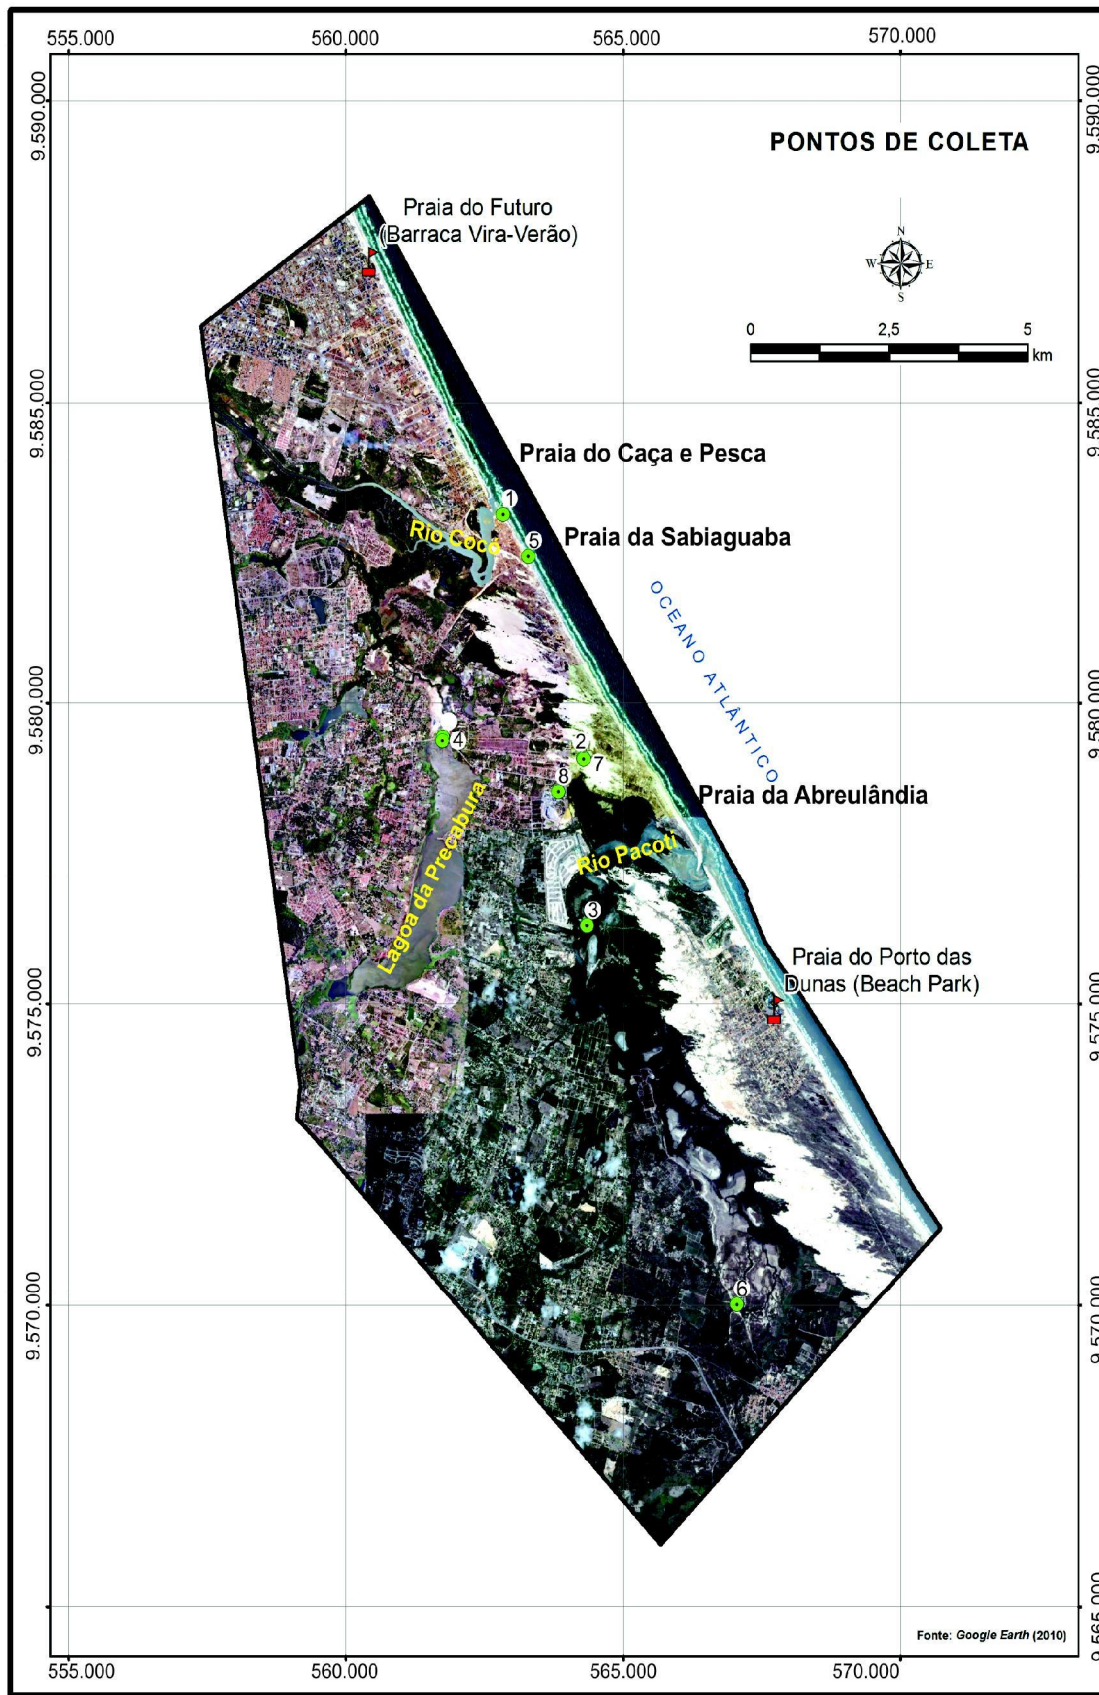 555.000
560.000
565.000
570.000
9.590.000
9.590.000
PONTOS DE COLETA
Praia do Futuro
(Barraca Vira-Verão)
N
W
E
S
0
2,5
5
km
9.585.000
9.585.000
Praia do Caça e Pesca
1
Rio Cocó
5
Praia da Sabiaguaba
OCEANO ATLÂNTICO
9.580.000
9.580.000
4
2
7
8
Praia da Abreulândia
Lagoa da Precabura
Rio Pacoti
3
Praia do Porto das
Dunas (Beach Park)
9.575.000
9.575.000
6
9.570.000
9.570.000
9.565.000
Fonte: Google Earth (2010)
555.000
560.000
565.000
570.000